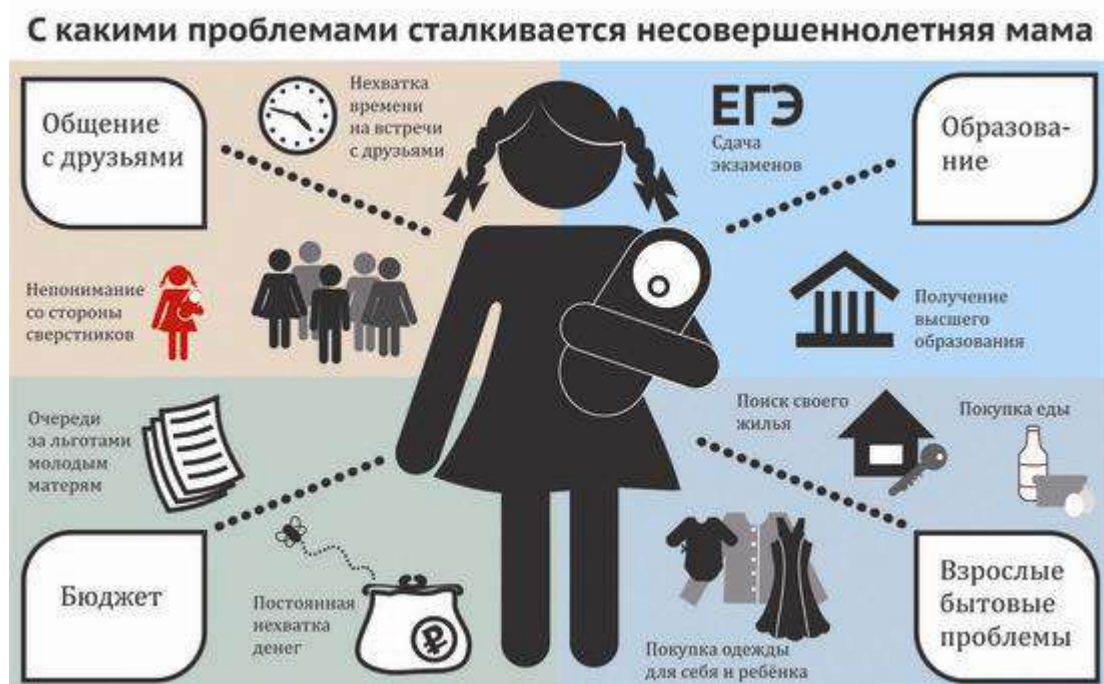 С какими проблемами сталкивается несовершеннолетняя мама
Общение
с друзьями
Нехватка
времени
на встречи
с друзьями
Непонимание
со стороны
сверстников
ЕГЭ
Сдача
экзаменов
Образова-
ние
Получение
высшего
образования
Очереди
за льготами
молодым
матерям
Бюджет
Постоянная
нехватка
денег
Поиск своего
жилья
Покупка еды
Покупка одежды
для себя и ребёнка
Взрослые
бытовые
проблемы